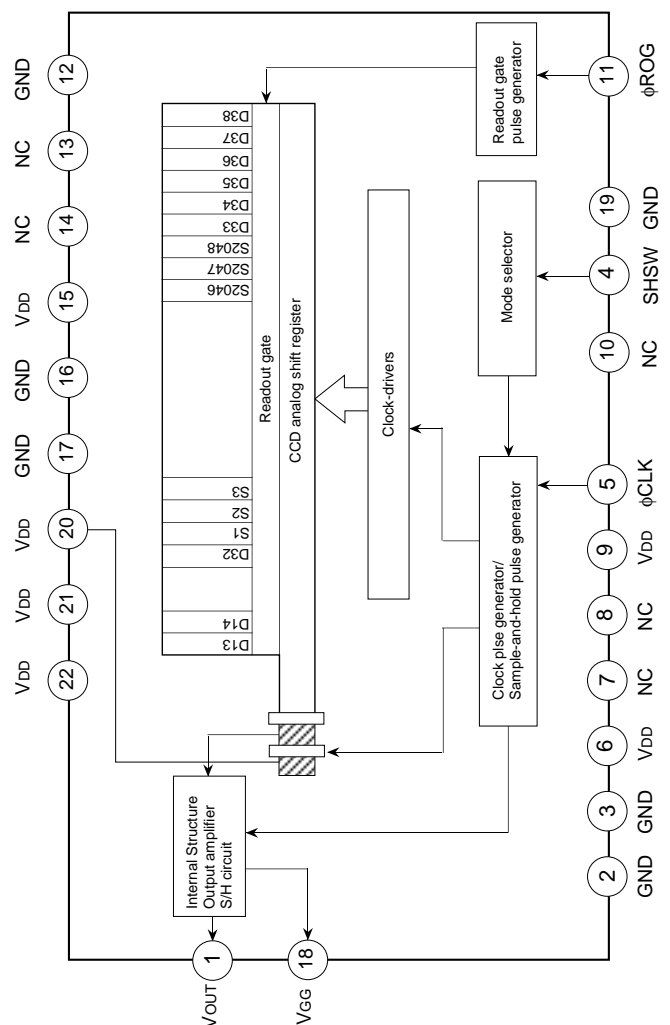 GND
12
NC
13
NC
14
VDD
15
GND
16
GND
17
VDD
20
VDD
21
VDD
22
D38
D37
D36
D35
D34
D33
S2048
S2047
S2046
S3
S2
S1
D32
D14
D13
Readout gate
CCD analog shift register
Clock-drivers
Readout gate
pulse generator
Mode selector
Clock plse generator/
Sample-and-hold pulse generator
Internal Structure
Output amplifier
S/H circuit
VOUT
1
VGG
18
11
φROG
19
GND
4
SHSW
10
NC
5
φCLK
9
VDD
8
NC
7
NC
6
VDD
3
GND
2
GND